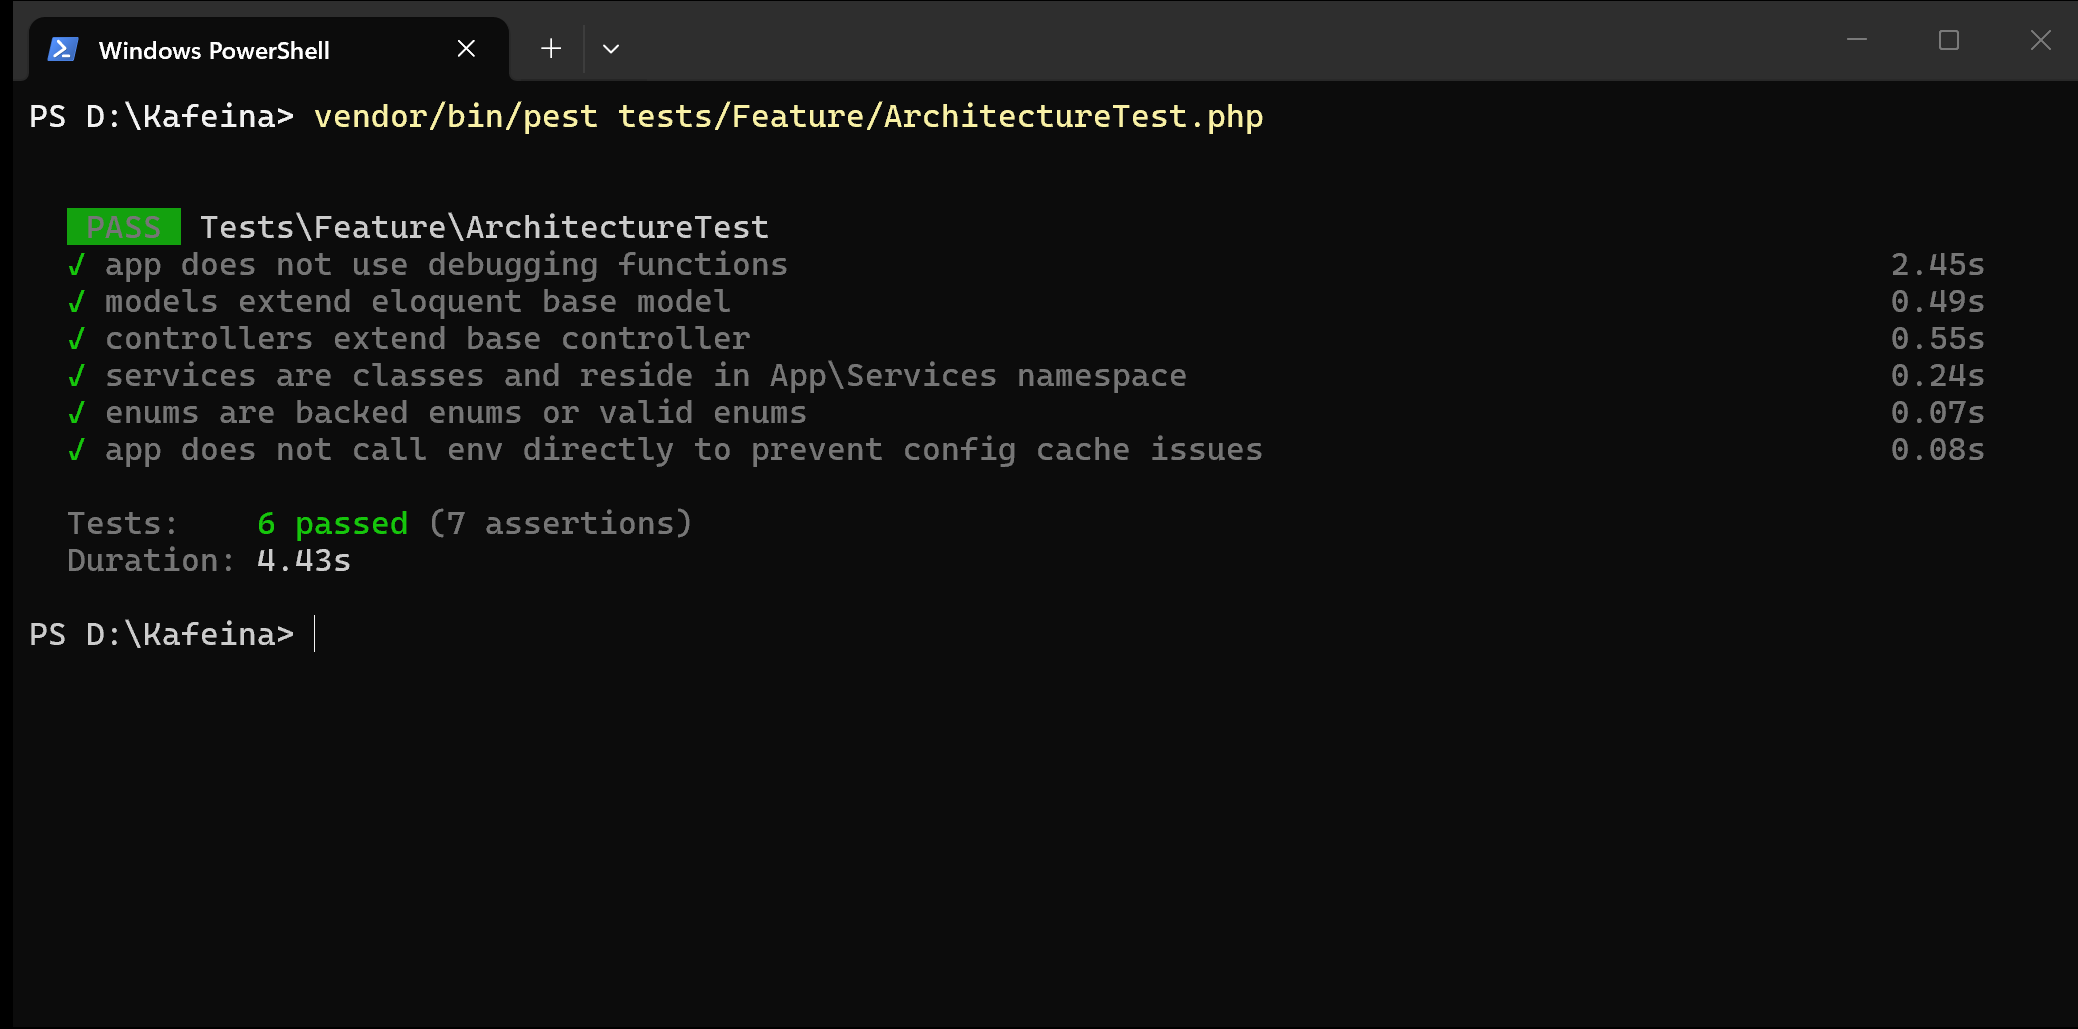 Windows PowerShell
PS D:\Kafeina> vendor/bin/pest tests/Feature/ArchitectureTest.php
PASS Tests\Feature\ArchitectureTest
✓ app does not use debugging functions 2.45s
✓ models extend eloquent base model 0.49s
✓ controllers extend base controller 0.55s
✓ services are classes and reside in App\Services namespace 0.24s
✓ enums are backed enums or valid enums 0.07s
✓ app does not call env directly to prevent config cache issues 0.08s
Tests: 6 passed (7 assertions)
Duration: 4.43s
PS D:\Kafeina>